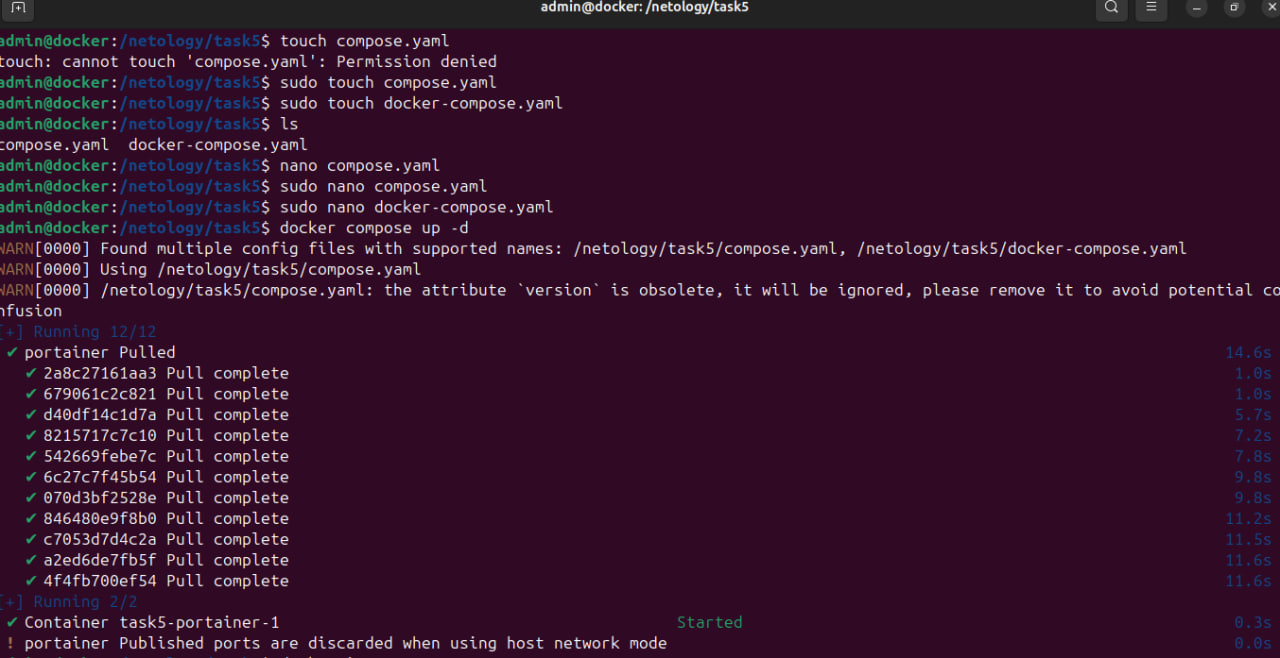 admin@docker: /netology/task5
admin@docker:/netology/task5$ touch compose.yaml
touch: cannot touch 'compose.yaml': Permission denied
admin@docker:/netology/task5$ sudo touch compose.yaml
admin@docker:/netology/task5$ sudo touch docker-compose.yaml
admin@docker:/netology/task5$ ls
compose.yaml  docker-compose.yaml
admin@docker:/netology/task5$ nano compose.yaml
admin@docker:/netology/task5$ sudo nano compose.yaml
admin@docker:/netology/task5$ sudo nano docker-compose.yaml
admin@docker:/netology/task5$ docker compose up -d
WARN[0000] Found multiple config files with supported names: /netology/task5/compose.yaml, /netology/task5/docker-compose.yaml
WARN[0000] Using /netology/task5/compose.yaml
WARN[0000] /netology/task5/compose.yaml: the attribute `version` is obsolete, it will be ignored, please remove it to avoid potential co
nfusion
[+] Running 12/12
✔ portainer Pulled 14.6s
✔ 2a8c27161aa3 Pull complete 1.0s
✔ 679061c2c821 Pull complete 1.0s
✔ d40df14c1d7a Pull complete 5.7s
✔ 8215717c7c10 Pull complete 7.2s
✔ 542669febe7c Pull complete 7.8s
✔ 6c27c7f45b54 Pull complete 9.8s
✔ 070d3bf2528e Pull complete 9.8s
✔ 846480e9f8b0 Pull complete 11.2s
✔ c7053d7d4c2a Pull complete 11.5s
✔ a2ed6de7fb5f Pull complete 11.6s
✔ 4f4fb700ef54 Pull complete 11.6s
[+] Running 2/2
✔ Container task5-portainer-1 Started 0.3s
! portainer Published ports are discarded when using host network mode 0.0s